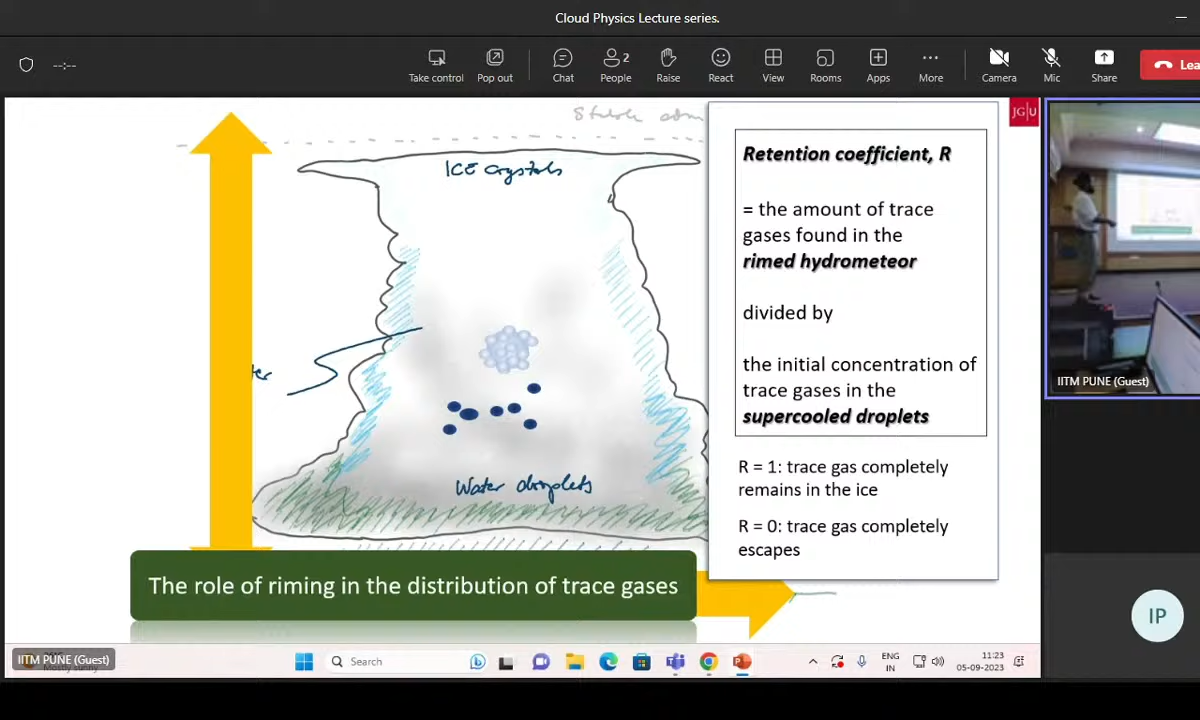 Cloud Physics Lecture series.
--:--
Take control
Pop out
Chat
2
People
Raise
React
View
Rooms
Apps
More
Camera
Mic
Share
Lea
Stable atm
JG|U
ICE crystals
Water droplets
The role of riming in the distribution of trace gases
Retention coefficient, R
= the amount of trace
gases found in the
rimed hydrometeor
divided by
the initial concentration of
trace gases in the
supercooled droplets
R = 1: trace gas completely
remains in the ice
R = 0: trace gas completely
escapes
IITM PUNE (Guest)
IP
IITM PUNE (Guest)
Search
ENG
IN
11:23
05-09-2023